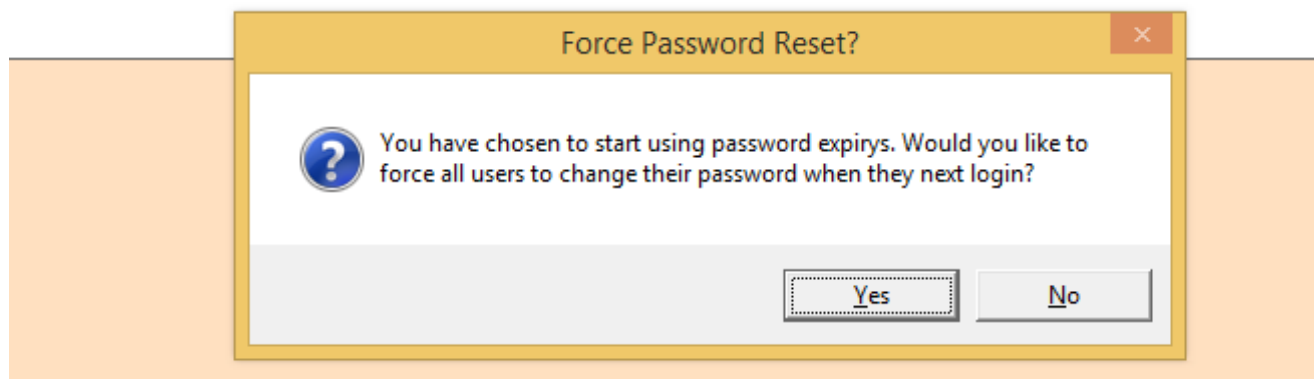 Force Password Reset?
You have chosen to start using password expirys. Would you like to
force all users to change their password when they next login?
Yes
No